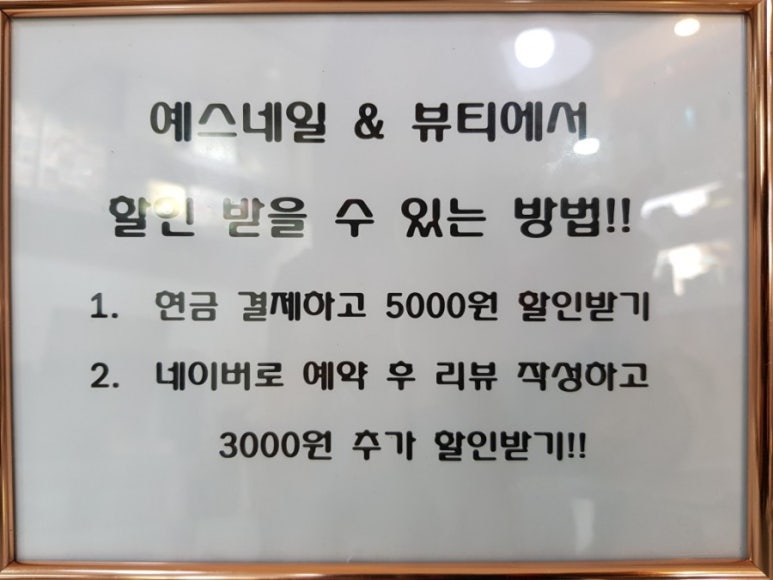 예스네일 & 뷰티에서
할인 받을 수 있는 방법!!
1. 현금 결제하고 5000원 할인받기
2. 네이버로 예약 후 리뷰 작성하고
3000원 추가 할인받기!!